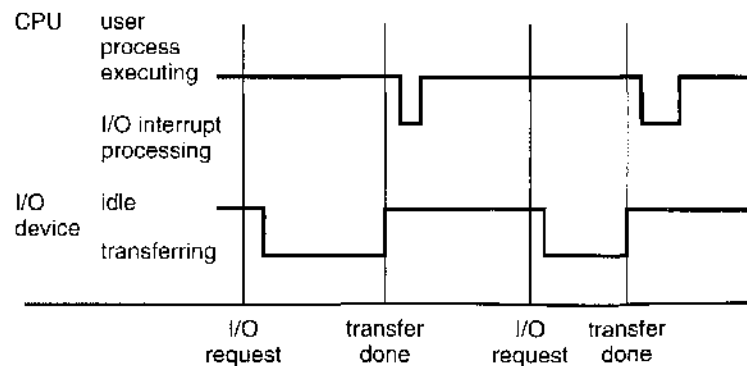 CPU user
process
executing
I/O interrupt
processing
I/O idle
device
transferring
I/O transfer I/O transfer
request done request done